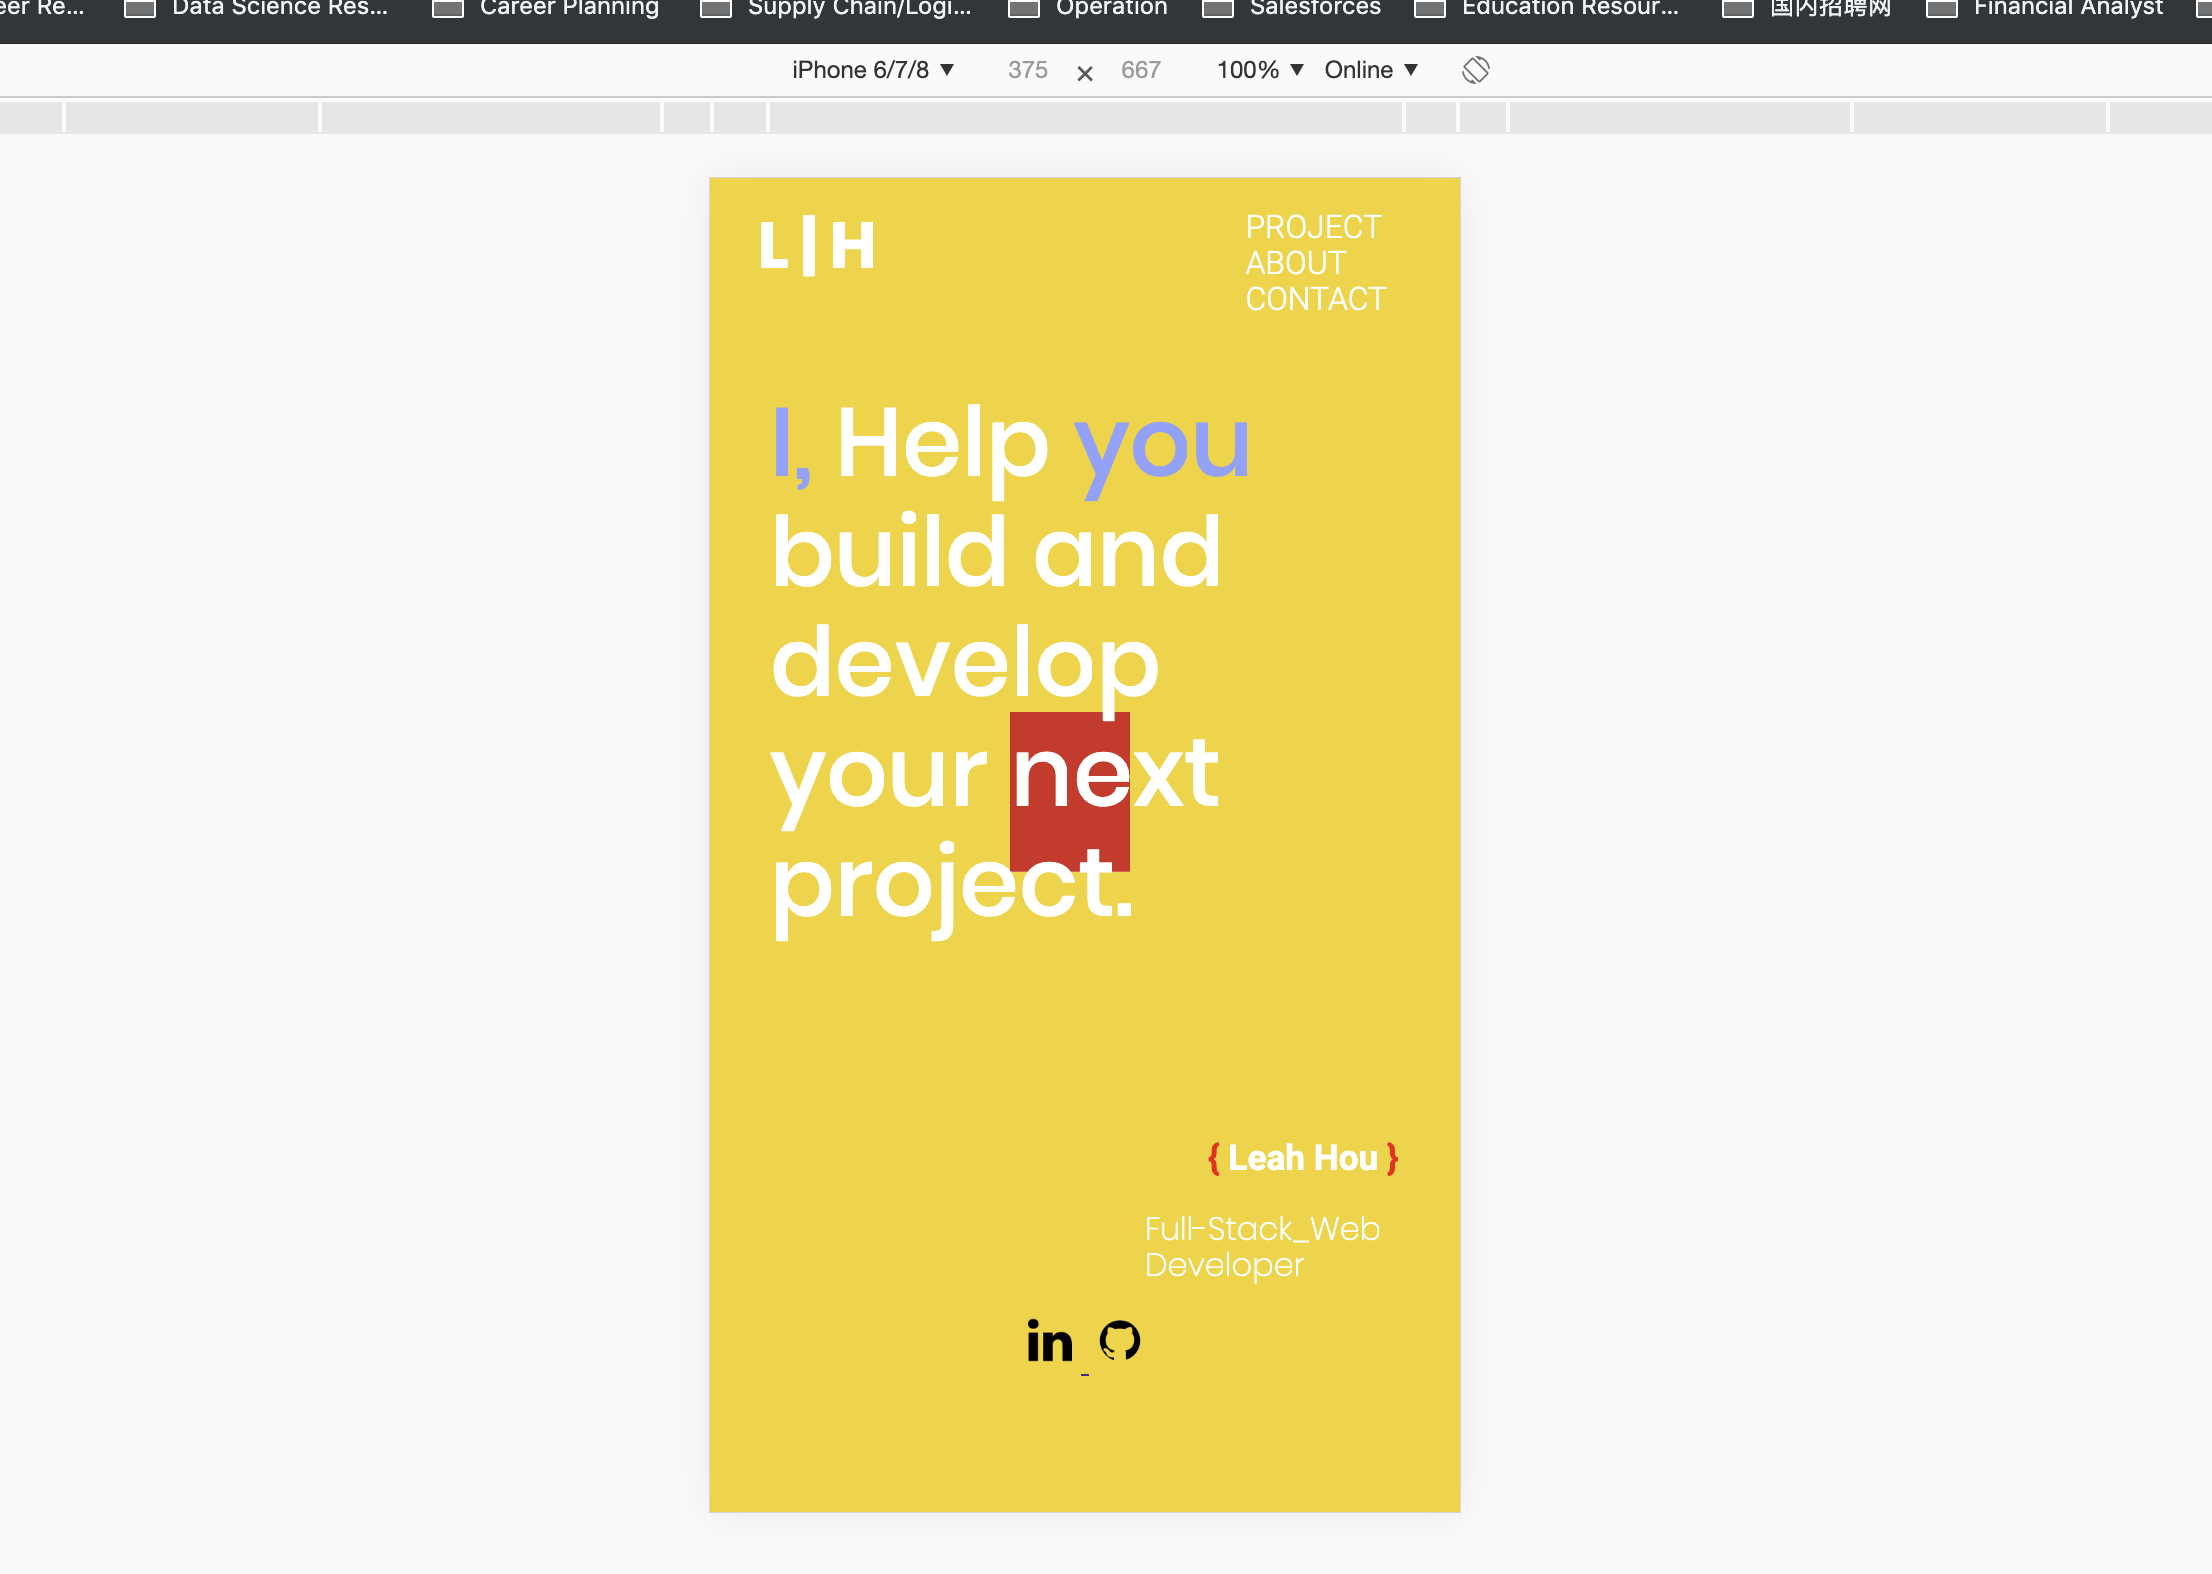 eer Re...
Data Science Res...
Career Planning
Supply Chain/Logi...
Operation
Salesforces
Education Resour...
国内招聘网
Financial Analyst
iPhone 6/7/8 ▼ 375 × 667 100% ▼ Online ▼
L|H
PROJECT
ABOUT
CONTACT
I, Help you
build and
develop
your next
project.
{ Leah Hou }
Full-Stack_Web
Developer
in